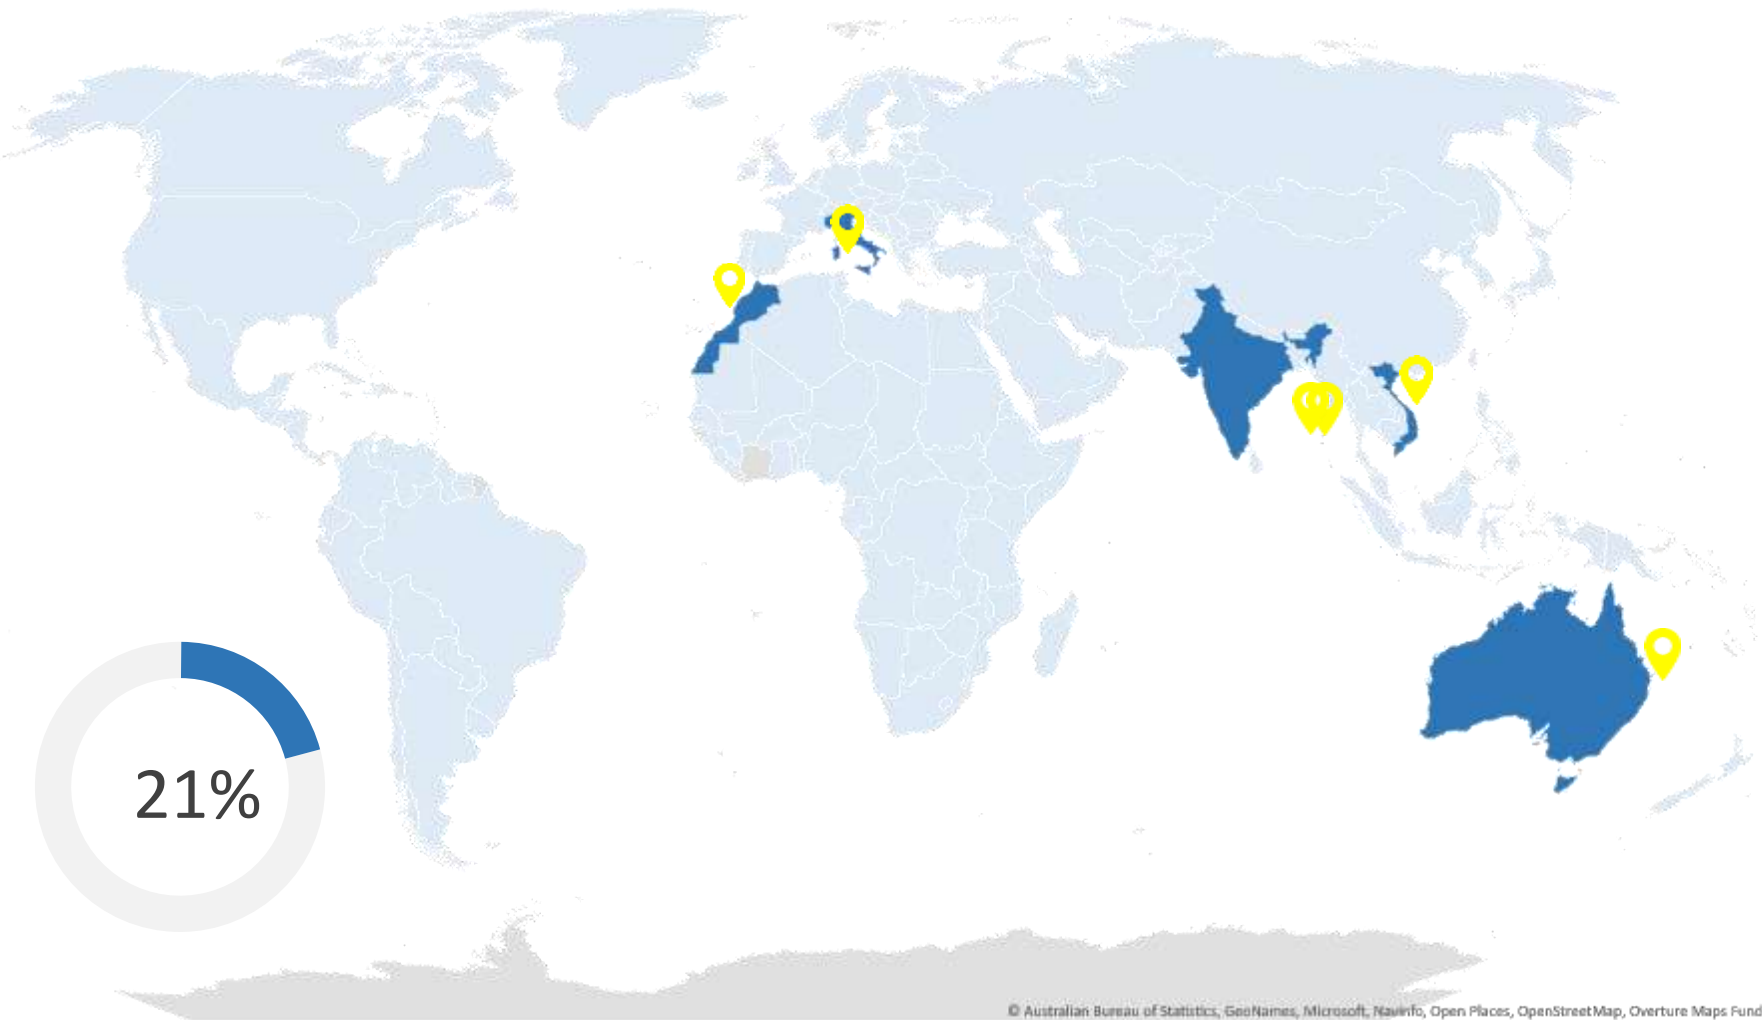 21%
© Australian Bureau of Statistics, GeoNames, Microsoft, Navinfo, Open Places, OpenStreetMap, Overture Maps Fund